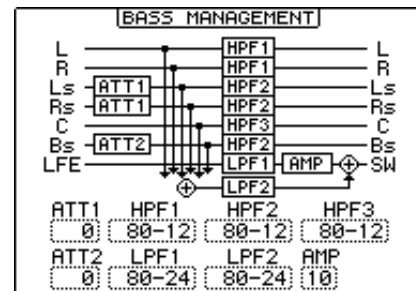 BASS MANAGEMENT
L HPF1 L
R HPF1 R
Ls ATT1 HPF2 Ls
Rs ATT1 HPF2 Rs
C HPF3 C
Bs ATT2 HPF2 Bs
LFE LPF1 AMP SW
LPF2
ATT1 HPF1 HPF2 HPF3
0 80-12 80-12 80-12
ATT2 LPF1 LPF2 AMP
0 80-24 80-24 10